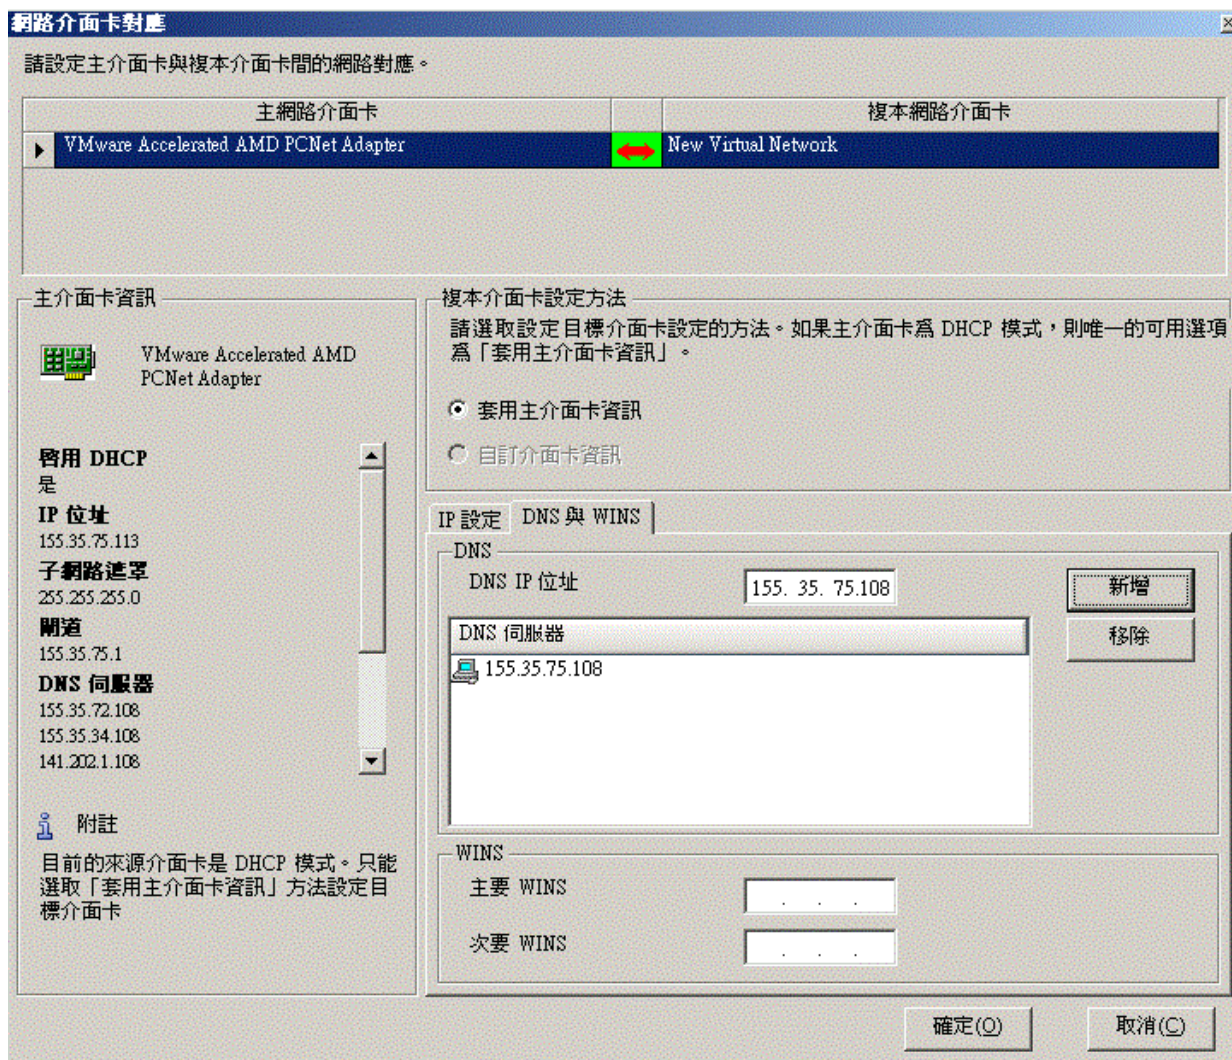 網路介面卡對應
請設定主介面卡與複本介面卡間的網路對應。
主網路介面卡
複本網路介面卡
VMware Accelerated AMD PCNet Adapter
New Virtual Network
主介面卡資訊
VMware Accelerated AMD
PCNet Adapter
啓用 DHCP
是
IP 位址
155.35.75.113
子網路遮罩
255.255.255.0
閘道
155.35.75.1
DNS 伺服器
155.35.72.108
155.35.34.108
141.202.1.108
附註
目前的來源介面卡是 DHCP 模式。只能
選取「套用主介面卡資訊」方法設定目
標介面卡
複本介面卡設定方法
請選取設定目標介面卡設定的方法。如果主介面卡爲 DHCP 模式，則唯一的可用選項
爲「套用主介面卡資訊」。
套用主介面卡資訊
自訂介面卡資訊
IP 設定
DNS 與 WINS
DNS
DNS IP 位址
155. 35. 75.108
新增
DNS 伺服器
移除
155.35.75.108
WINS
主要 WINS
. . .
次要 WINS
. . .
確定(O)
取消(C)